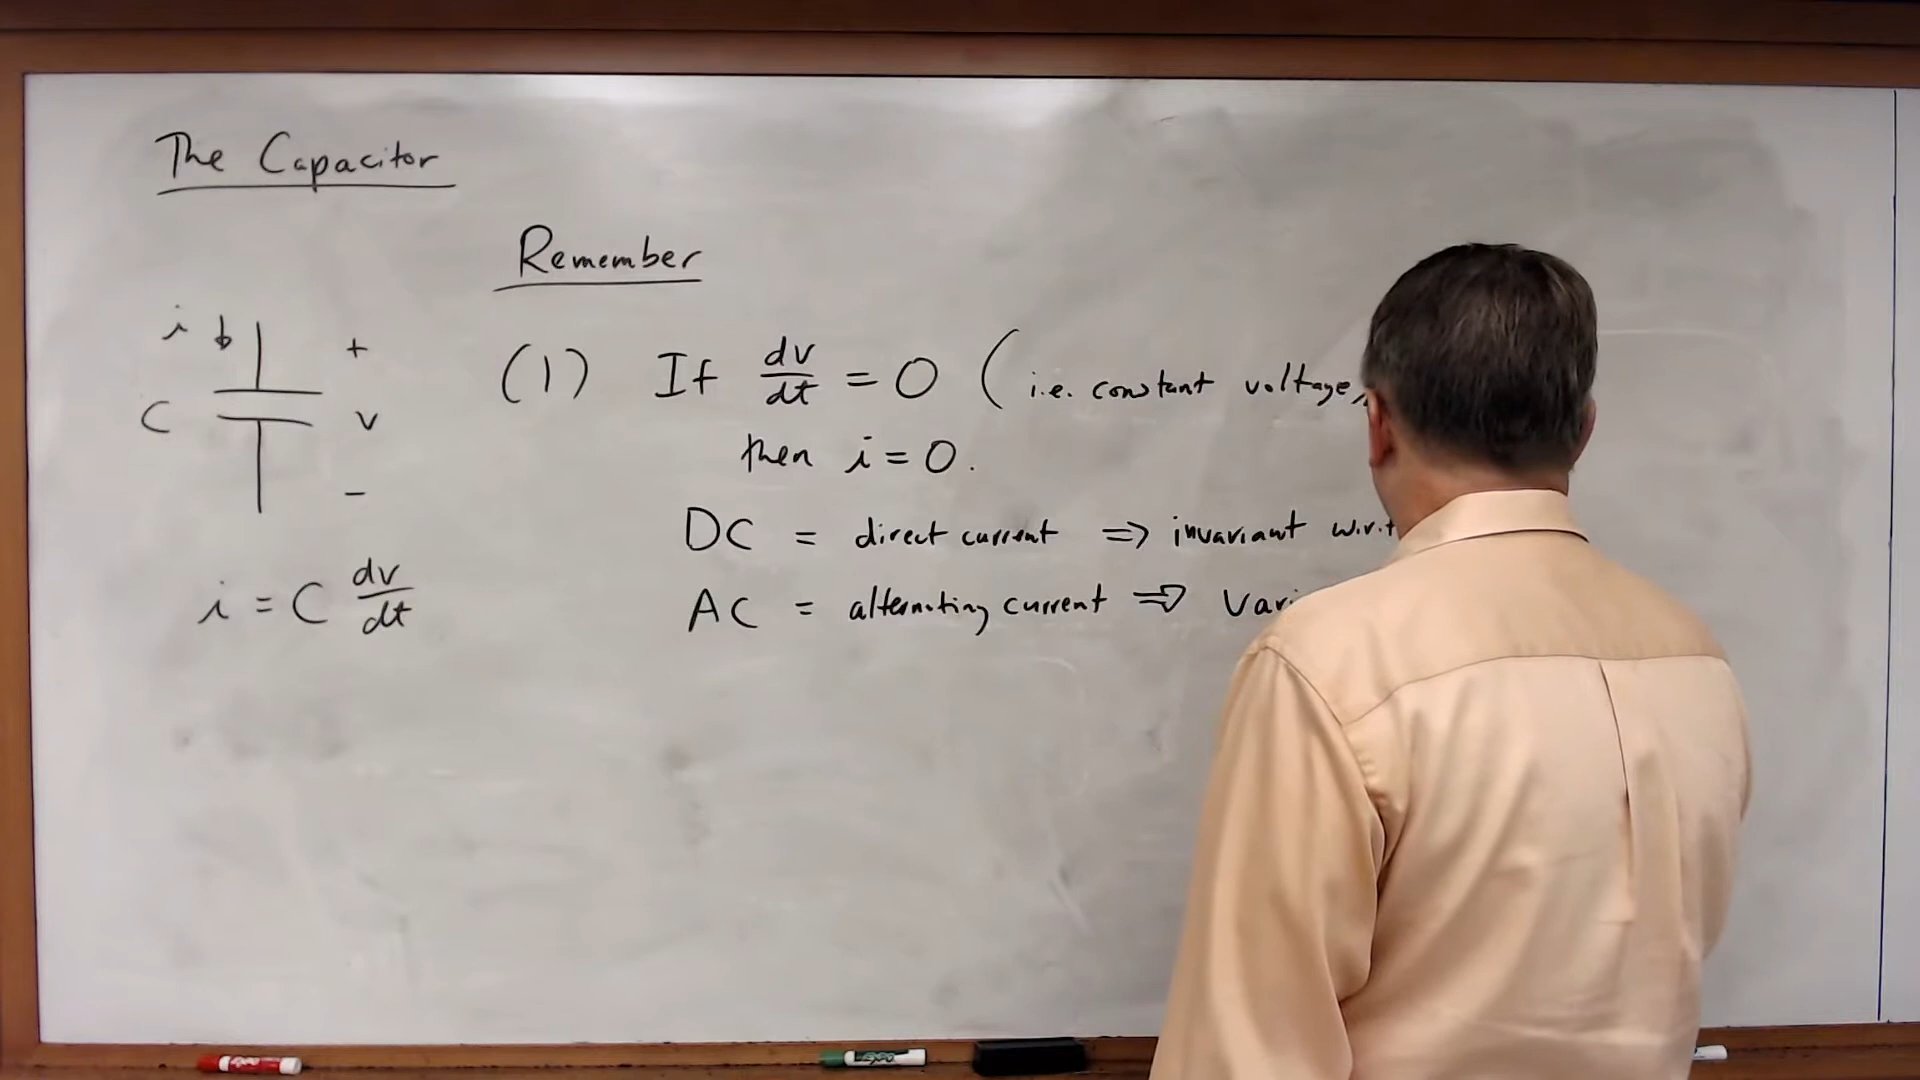 The Capacitor
Remember
i
+
C
v
-
i = C dv/dt
(1) If dv/dt = 0 (i.e. constant voltage,
then i = 0.
DC = direct current ⇒ invariant w.r.t
AC = alternating current ⇒